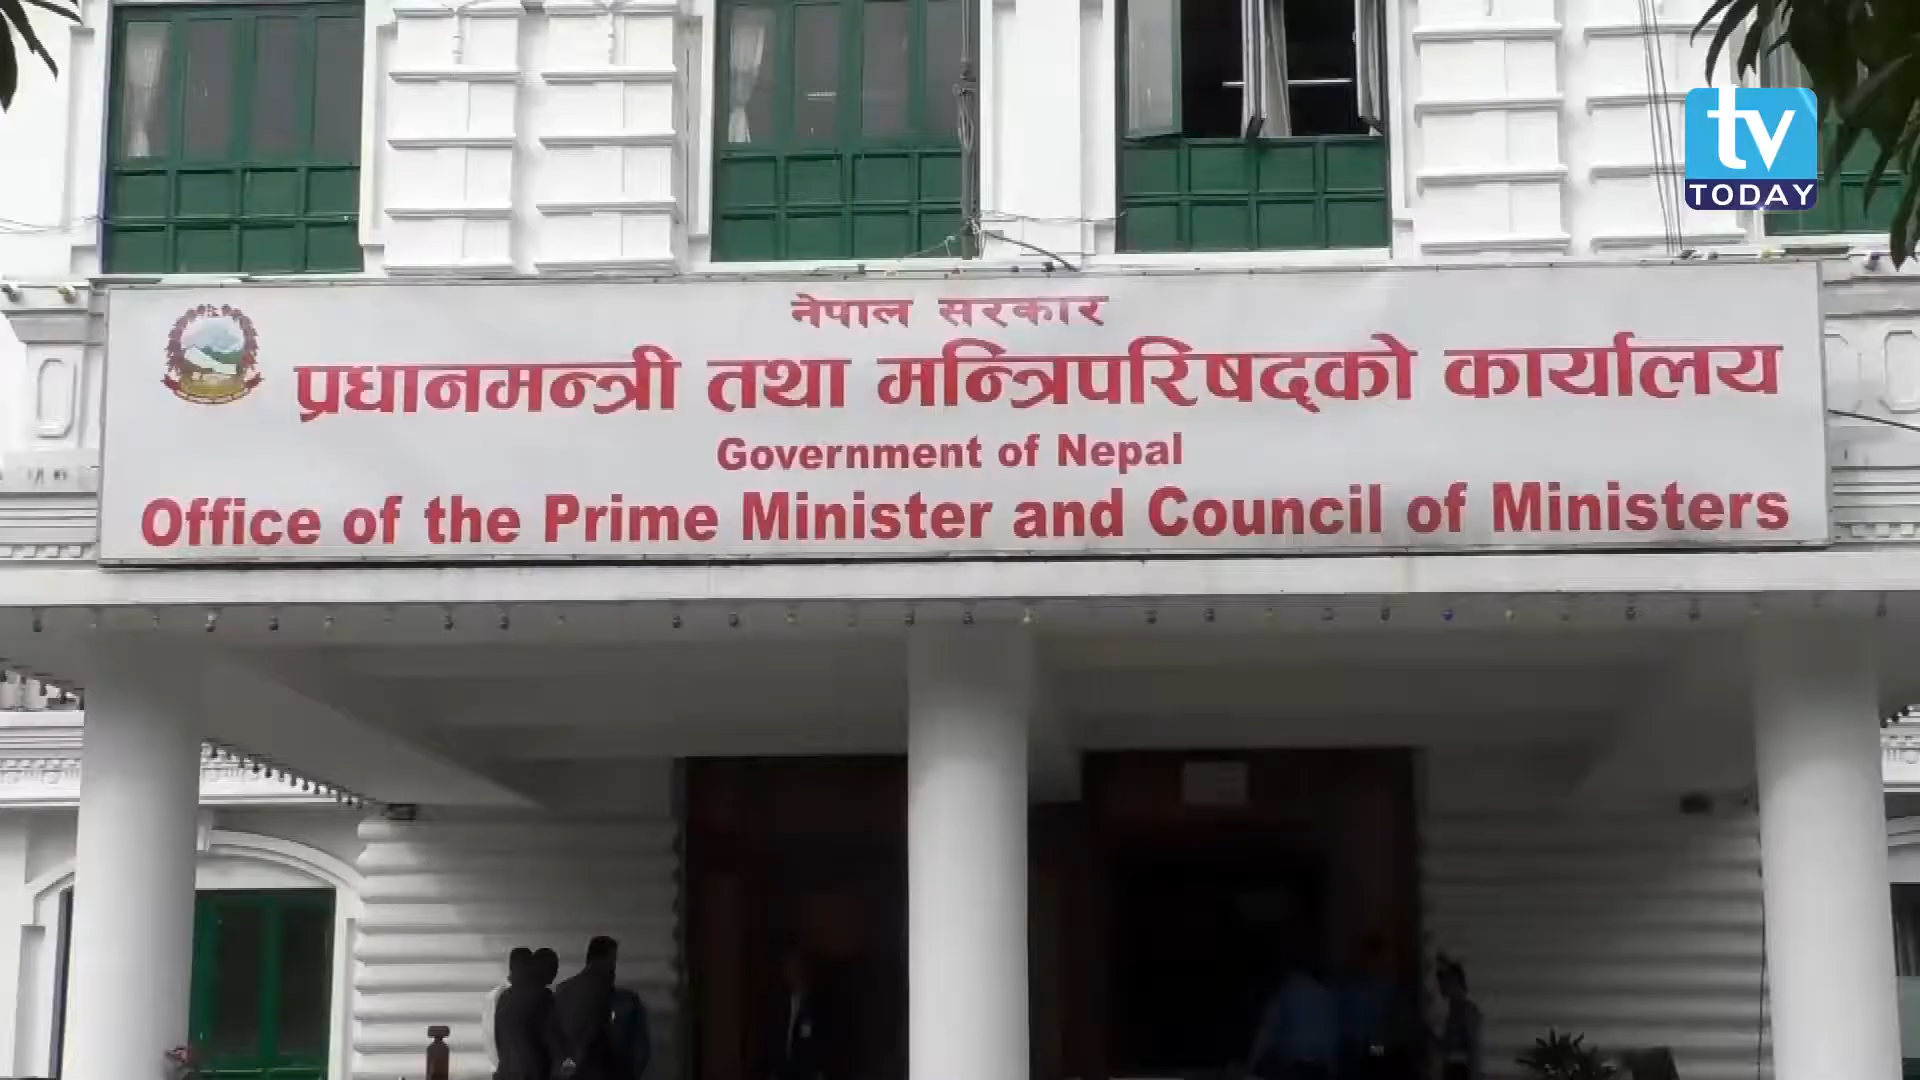 tv
TODAY
नेपाल सरकार
प्रधानमन्त्री तथा मन्त्रिपरिषद्को कार्यालय
Government of Nepal
Office of the Prime Minister and Council of Ministers